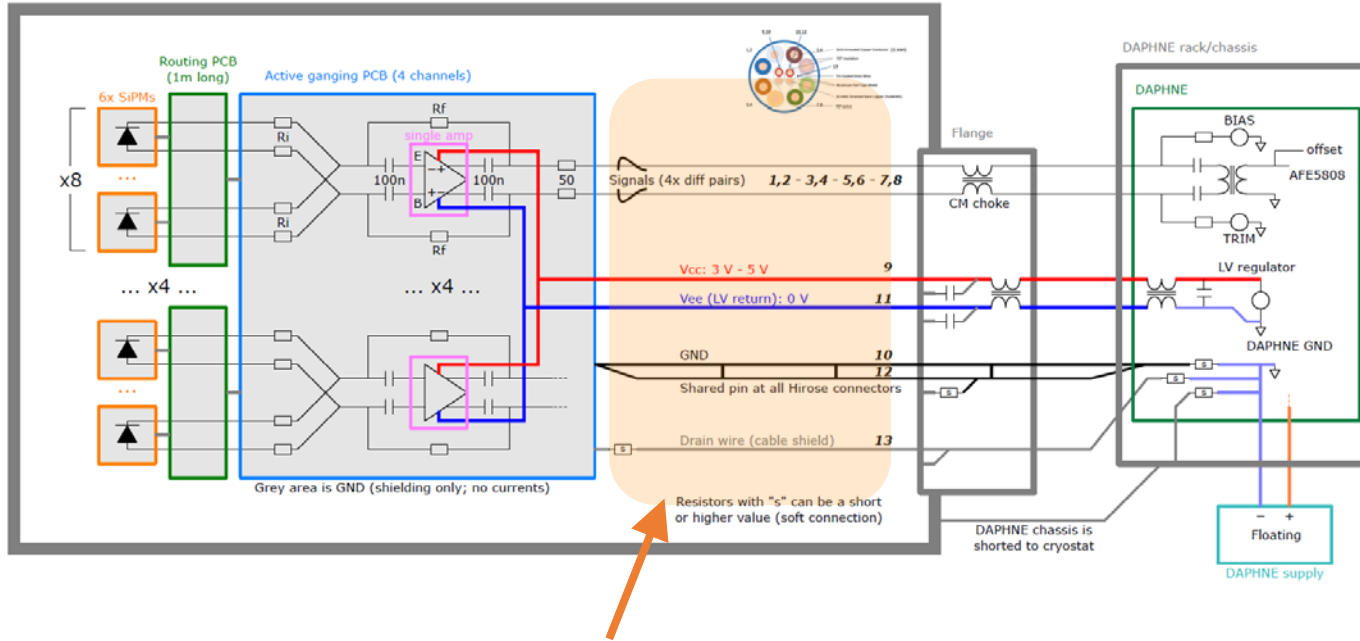 DAPHNE rack/chassis
Routing PCB
(1m long)
Active ganging PCB (4 channels)
DAPHNE
6x SiPMs
Rf
BIAS
Flange
single amp
Ri
E
-+
offset
x8
...
100n
+-
100n
50
Signals (4x diff pairs)
1,2 - 3,4 - 5,6 - 7,8
AFE5808
B
CM choke
Ri
Rf
TRIM
Vcc: 3 V - 5 V
9
LV regulator
... x4 ...
... x4 ...
Vee (LV return): 0 V
11
DAPHNE GND
GND
10
s
12
s
Shared pin at all Hirose connectors
s
s
...
Drain wire (cable shield)
13
s
Grey area is GND (shielding only; no currents)
Resistors with "s" can be a short
or higher value (soft connection)
DAPHNE chassis is
shorted to cryostat
- +
Floating
DAPHNE supply